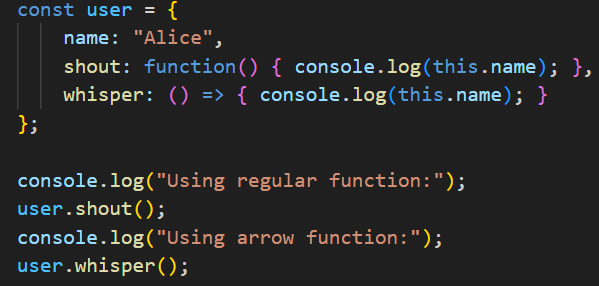 const user = {
    name: "Alice",
    shout: function() { console.log(this.name); },
    whisper: () => { console.log(this.name); }
};

console.log("Using regular function:");
user.shout();
console.log("Using arrow function:");
user.whisper();